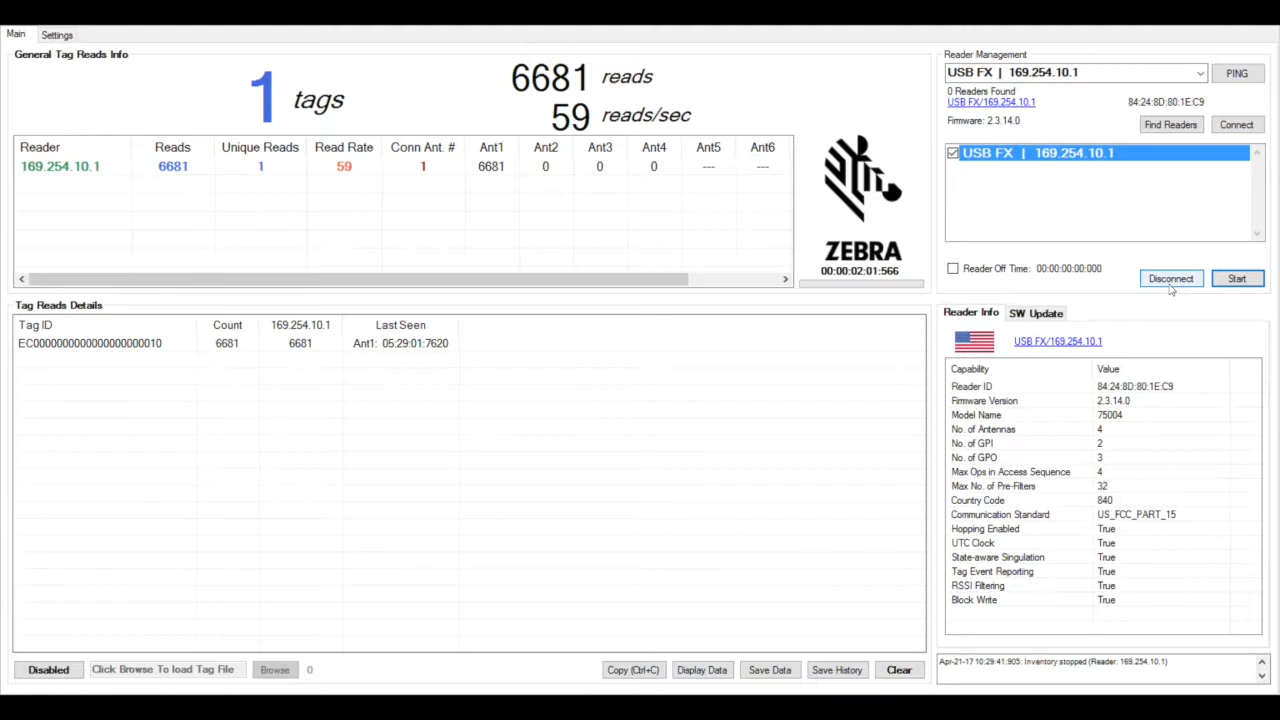 Main Settings
General Tag Reads Info
1 tags
6681 reads
59 reads/sec
Reader Reads Unique Reads Read Rate Conn Ant. # Ant1 Ant2 Ant3 Ant4 Ant5 Ant6
169.254.10.1 6681 1 59 1 6681 0 0 0 --- ---
ZEBRA
00:00:02:01:566
Tag Reads Details
Tag ID Count 169.254.10.1 Last Seen
EC0000000000000000000010 6681 6681 Ant1: 05:29:01:7620
Disabled Click Browse To load Tag File Browse 0 Copy (Ctrl+C) Display Data Save Data Save History Clear
Reader Management
USB FX | 169.254.10.1 PING
0 Readers Found
USB FX/169.254.10.1 84:24:8D:80:1E:C9
Firmware: 2.3.14.0 Find Readers Connect
USB FX | 169.254.10.1
Reader Off Time: 00:00:00:00:000
Disconnect Start
Reader Info SW Update
USB FX/169.254.10.1
Capability Value
Reader ID 84:24:8D:80:1E:C9
Firmware Version 2.3.14.0
Model Name 75004
No. of Antennas 4
No. of GPI 2
No. of GPO 3
Max Ops in Access Sequence 4
Max No. of Pre-Filters 32
Country Code 840
Communication Standard US_FCC_PART_15
Hopping Enabled True
UTC Clock True
State-aware Singulation True
Tag Event Reporting True
RSSI Filtering True
Block Write True
Apr-21-17 10:29:41:905: Inventory stopped (Reader: 169.254.10.1)